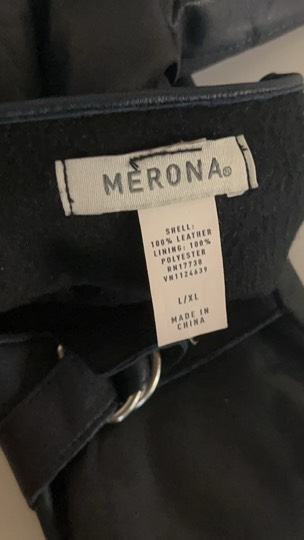 MERONA®
SHELL:
100% LEATHER
LINING: 100%
POLYESTER
RN17730
VN1124639
L/XL
MADE IN
CHINA